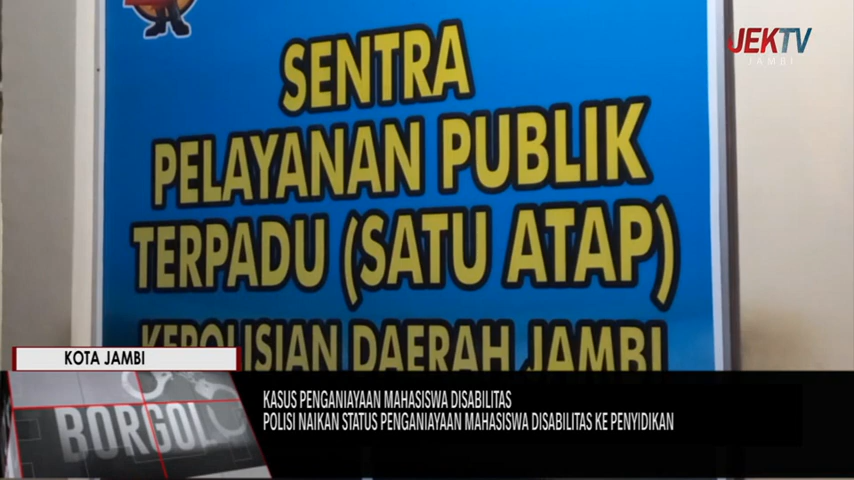 JEKTV
JAMBI
SENTRA
PELAYANAN PUBLIK
TERPADU (SATU ATAP)
KEPOLISIAN DAERAH JAMBI
KOTA JAMBI
BORGOL
KASUS PENGANIAYAAN MAHASISWA DISABILITAS
POLISI NAIKAN STATUS PENGANIAYAAN MAHASISWA DISABILITAS KE PENYIDIKAN